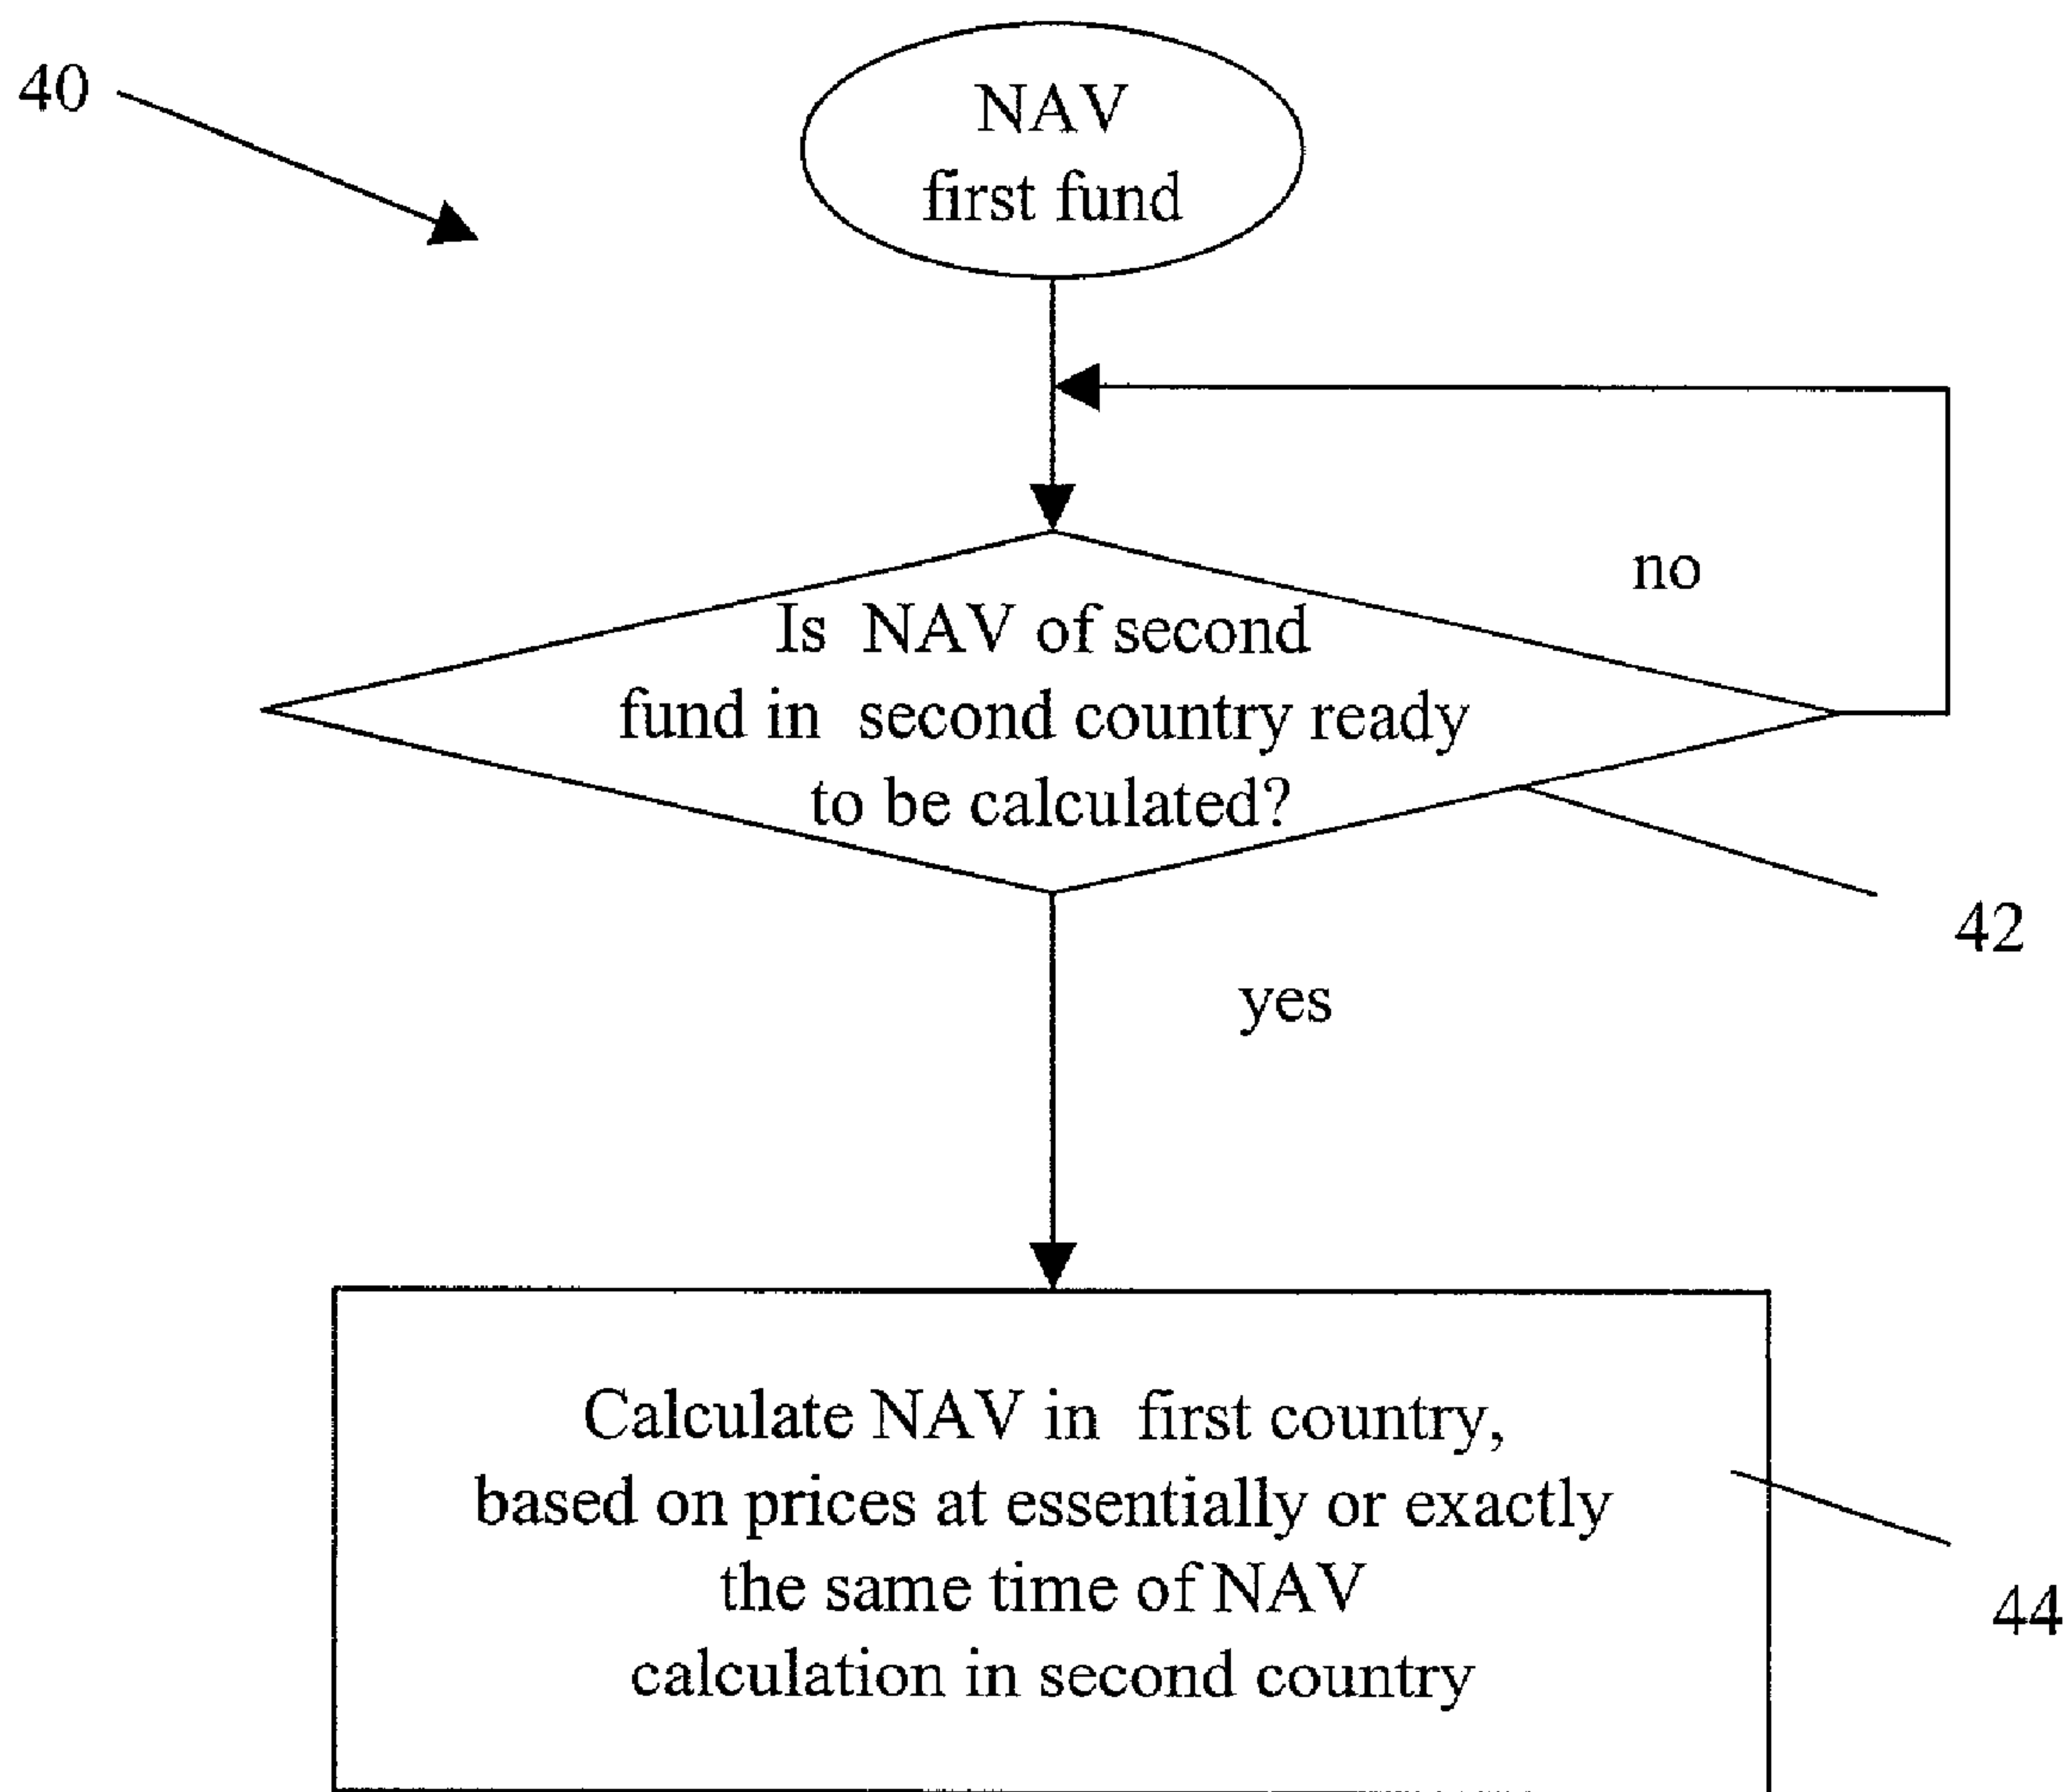 40
NAV
first fund
no
Is NAV of second
fund in second country ready
to be calculated?
42
yes
Calculate NAV in first country,
based on prices at essentially or exactly
the same time of NAV
calculation in second country
44